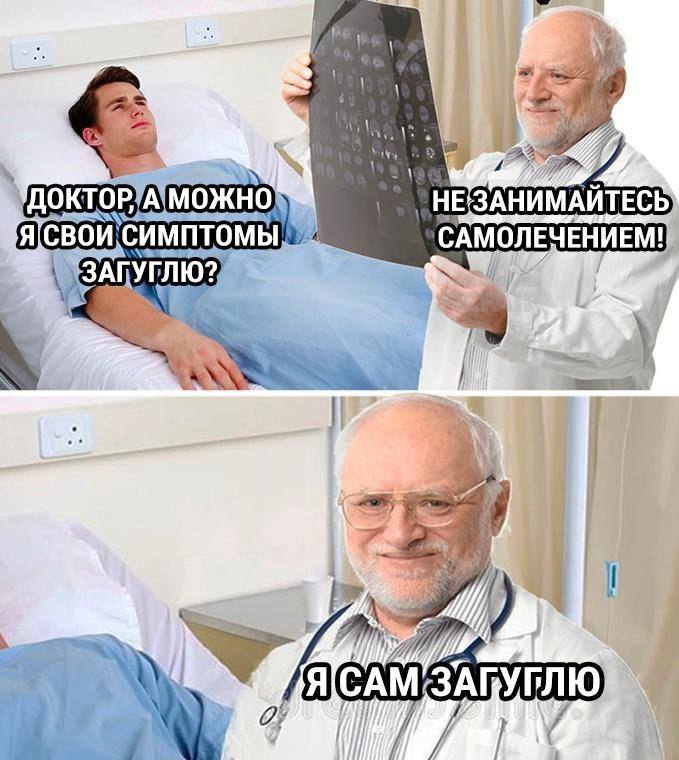 ДОКТОР, А МОЖНО
Я СВОИ СИМПТОМЫ
ЗАГУГЛЮ?
НЕ ЗАНИМАЙТЕСЬ
САМОЛЕЧЕНИЕМ!
Я САМ ЗАГУГЛЮ